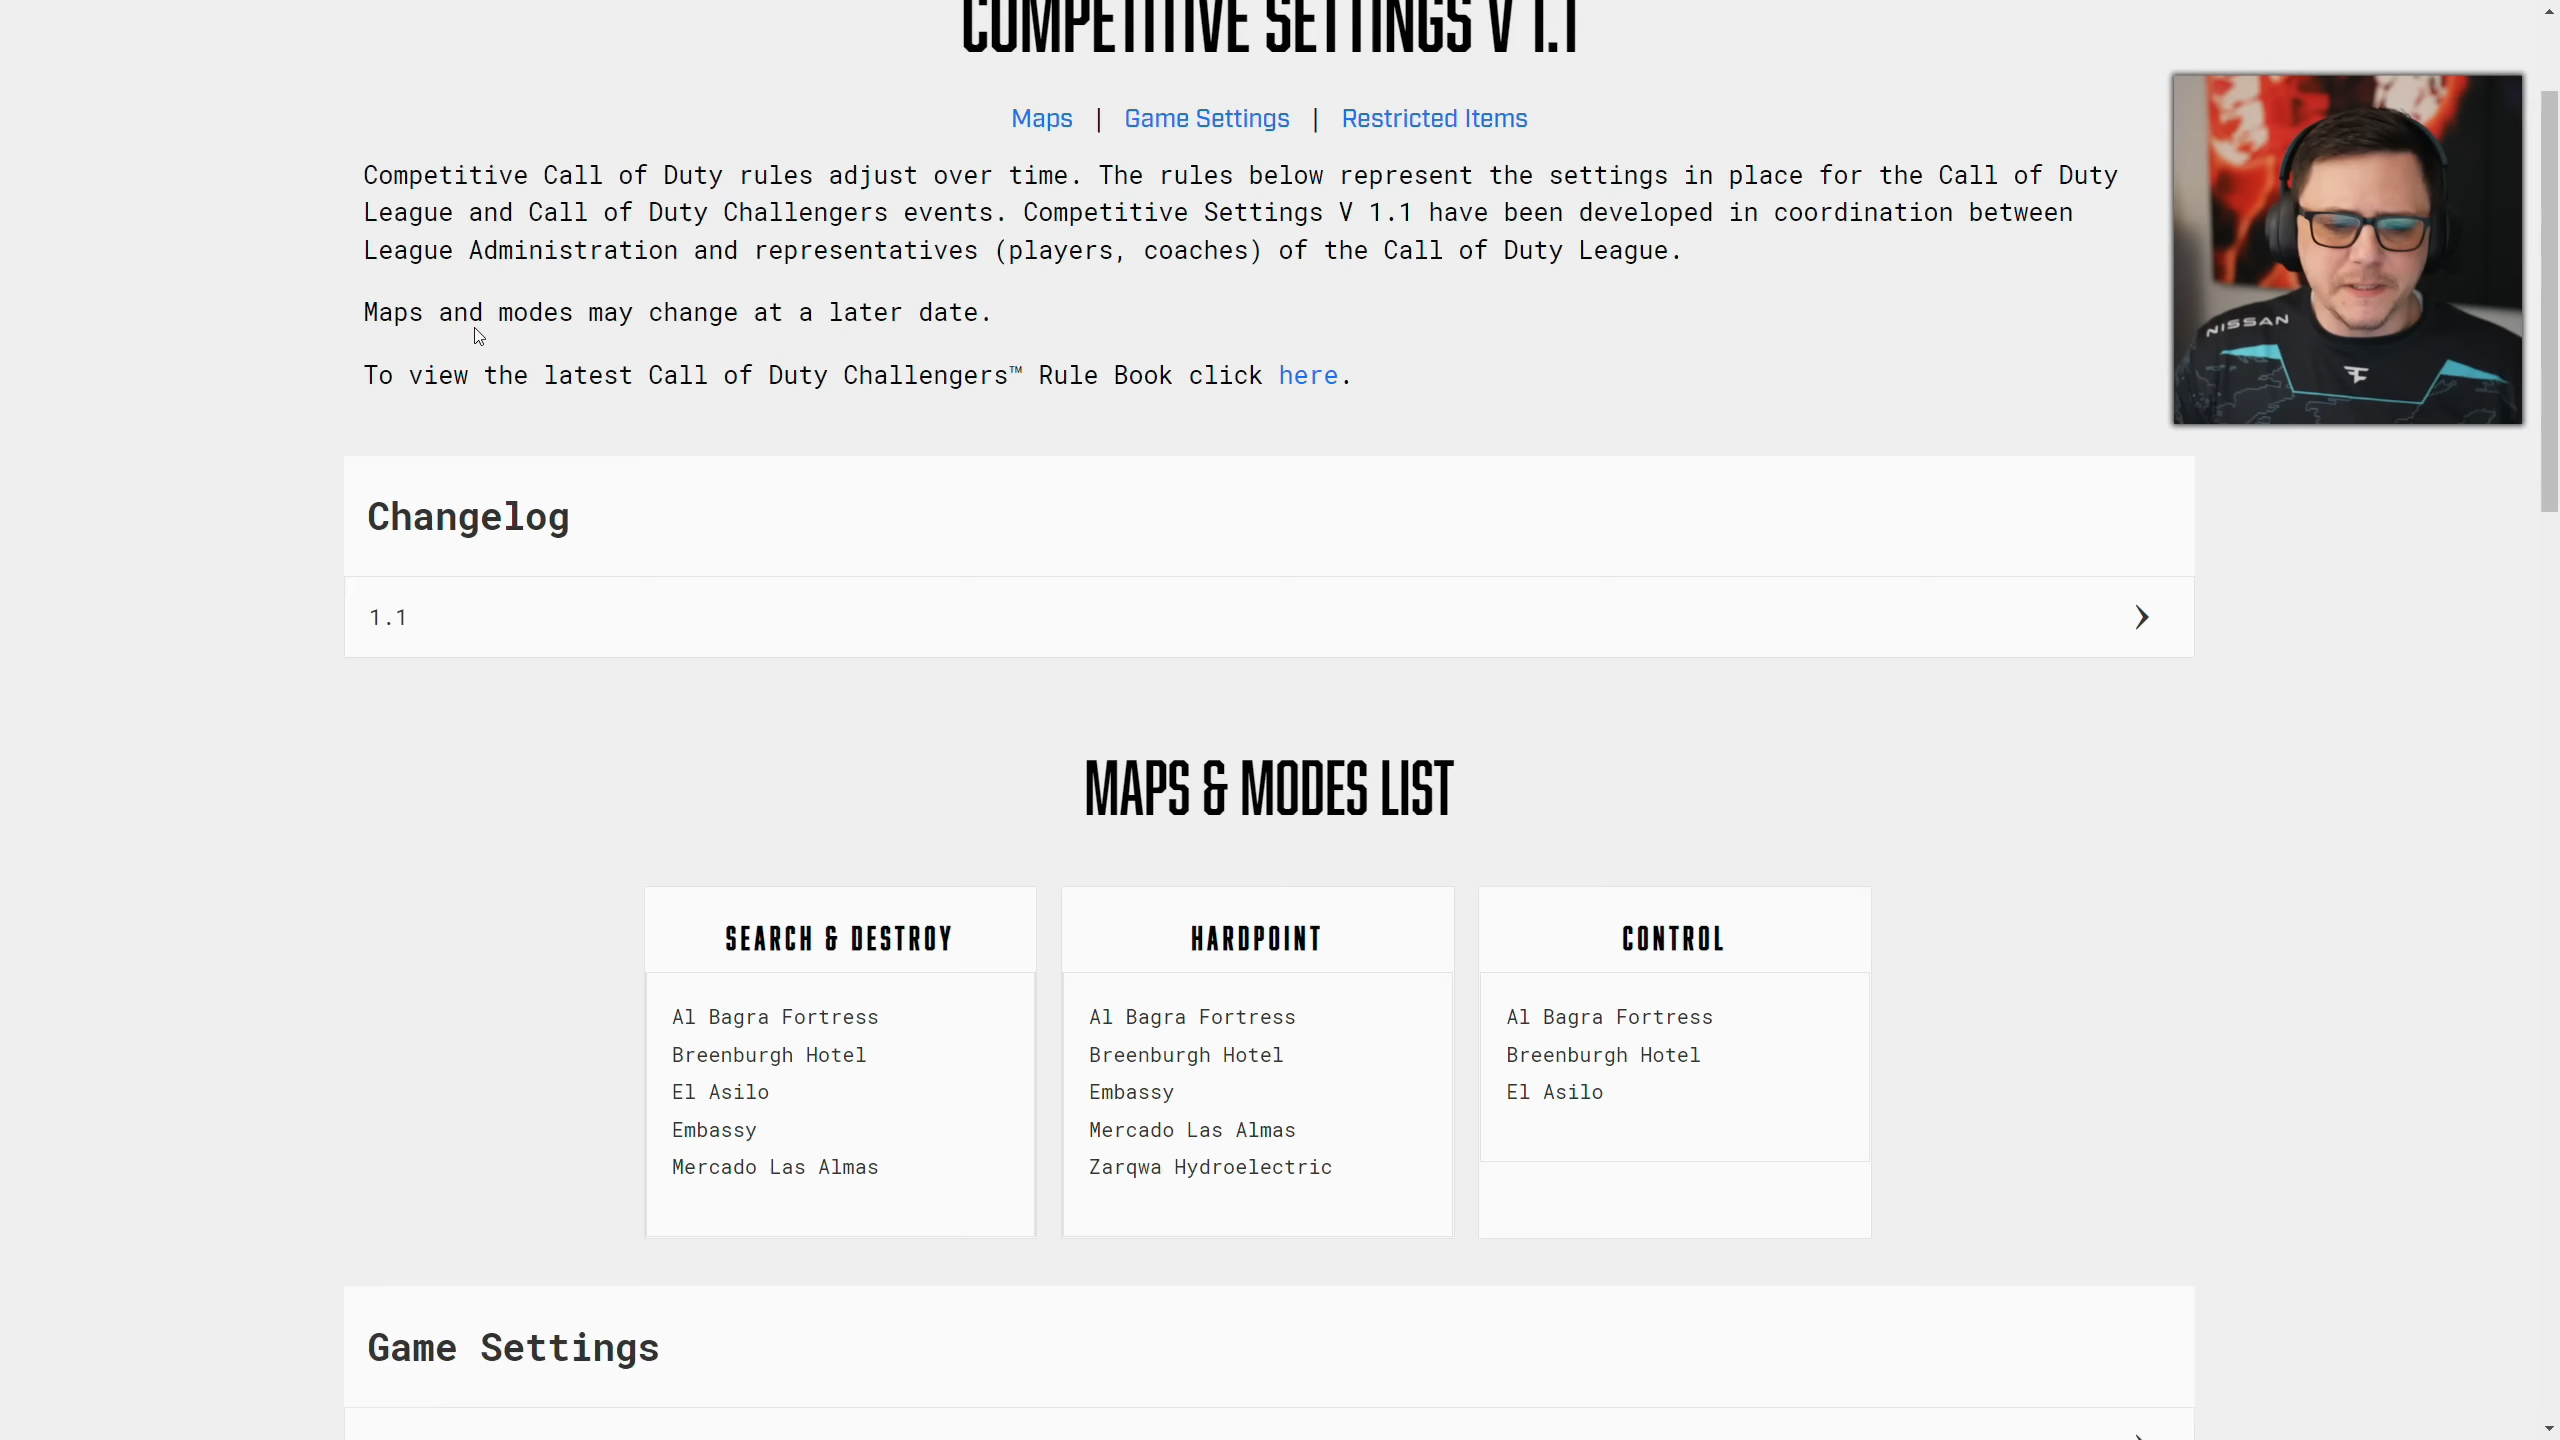 COMPETITIVE SETTINGS V 1.1
Maps | Game Settings | Restricted Items
Competitive Call of Duty rules adjust over time. The rules below represent the settings in place for the Call of Duty
League and Call of Duty Challengers events. Competitive Settings V 1.1 have been developed in coordination between
League Administration and representatives (players, coaches) of the Call of Duty League.
Maps and modes may change at a later date.
To view the latest Call of Duty Challengers™ Rule Book click here.
NISSAN
Changelog
1.1
MAPS & MODES LIST
SEARCH & DESTROY
Al Bagra Fortress
Breenburgh Hotel
El Asilo
Embassy
Mercado Las Almas
HARDPOINT
Al Bagra Fortress
Breenburgh Hotel
Embassy
Mercado Las Almas
Zarqwa Hydroelectric
CONTROL
Al Bagra Fortress
Breenburgh Hotel
El Asilo
Game Settings